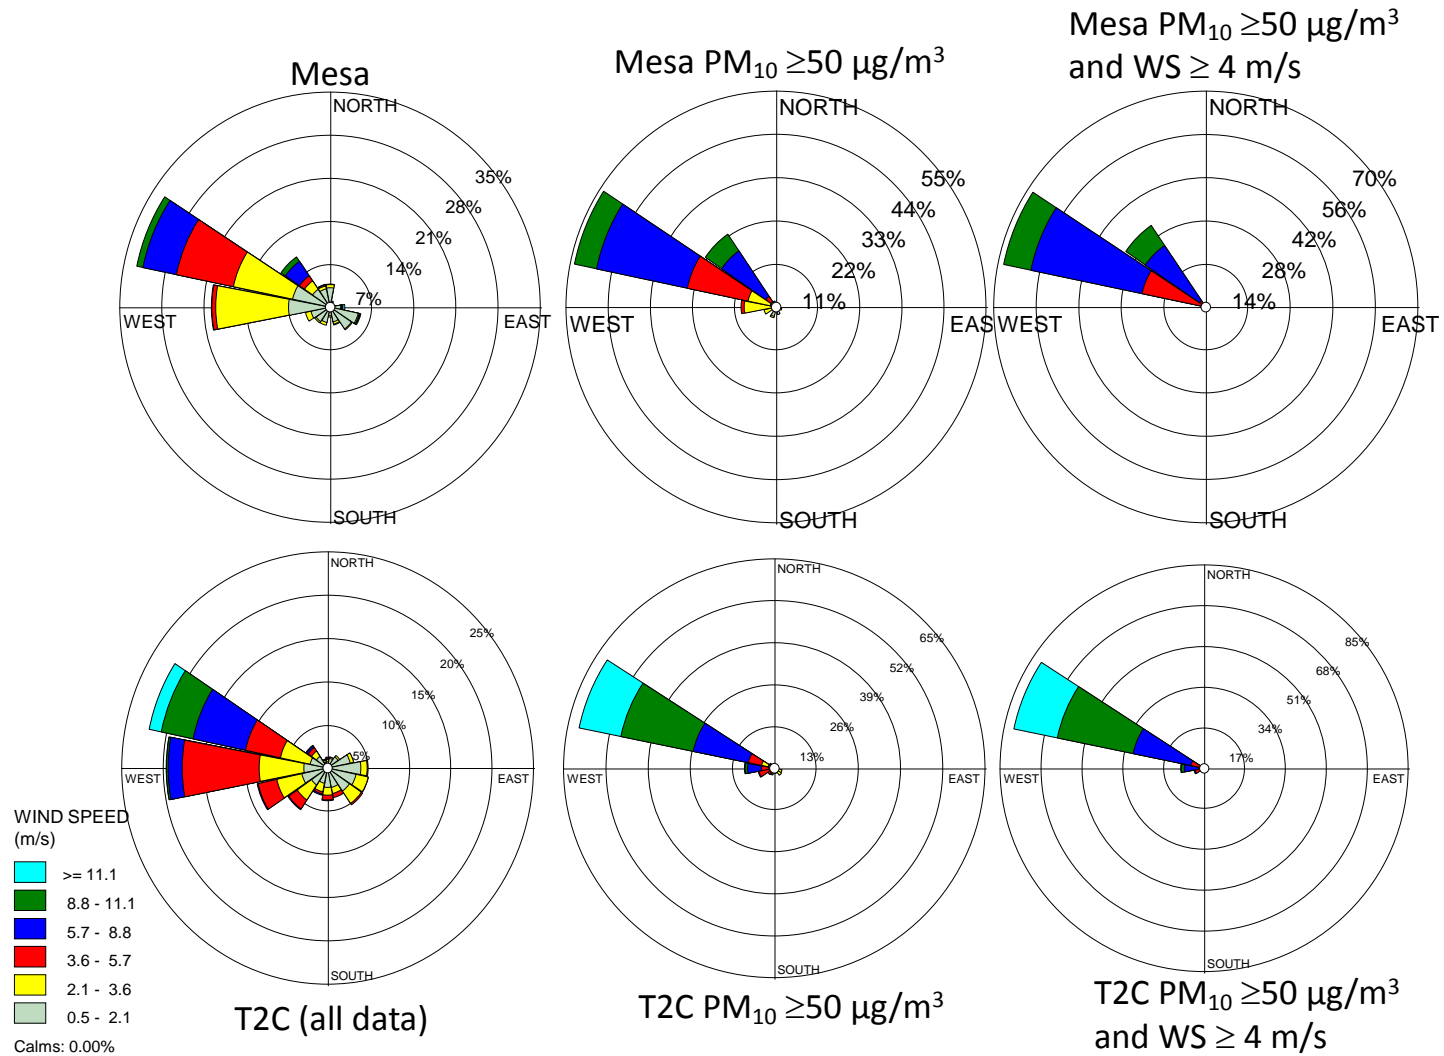 Mesa
Mesa PM10 ≥50 µg/m3
Mesa PM10 ≥50 µg/m3
and WS ≥ 4 m/s
NORTH
35%
28%
21%
14%
7%
WEST
EAST
SOUTH
NORTH
55%
44%
33%
22%
11%
WEST
EAS
SOUTH
NORTH
70%
56%
42%
28%
14%
WEST
EAST
SOUTH
NORTH
25%
20%
15%
10%
5%
WEST
EAST
SOUTH
NORTH
65%
52%
39%
26%
13%
WEST
EAST
SOUTH
NORTH
85%
68%
51%
34%
17%
WEST
EAST
SOUTH
WIND SPEED
(m/s)
>= 11.1
8.8 - 11.1
5.7 - 8.8
3.6 - 5.7
2.1 - 3.6
0.5 - 2.1
Calms: 0.00%
T2C (all data)
T2C PM10 ≥50 µg/m3
T2C PM10 ≥50 µg/m3
and WS ≥ 4 m/s